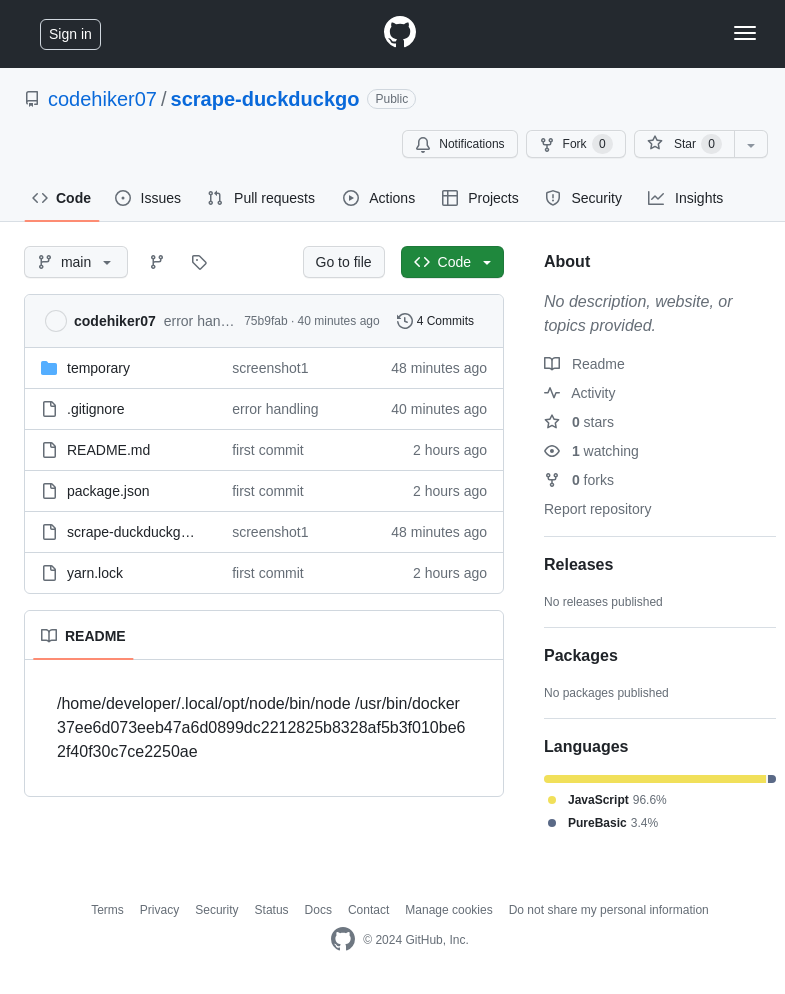 Sign in
codehiker07 / scrape-duckduckgo Public
Notifications Fork 0 Star 0
Code Issues Pull requests Actions Projects Security Insights
main Go to file Code
codehiker07 error han… 75b9fab · 40 minutes ago 4 Commits
temporary screenshot1 48 minutes ago
.gitignore error handling 40 minutes ago
README.md first commit 2 hours ago
package.json first commit 2 hours ago
scrape-duckduckg… screenshot1 48 minutes ago
yarn.lock first commit 2 hours ago
README
/home/developer/.local/opt/node/bin/node /usr/bin/docker
37ee6d073eeb47a6d0899dc2212825b8328af5b3f010be6
2f40f30c7ce2250ae
About
No description, website, or
topics provided.
Readme
Activity
0 stars
1 watching
0 forks
Report repository
Releases
No releases published
Packages
No packages published
Languages
JavaScript 96.6%
PureBasic 3.4%
Terms Privacy Security Status Docs Contact Manage cookies Do not share my personal information
© 2024 GitHub, Inc.